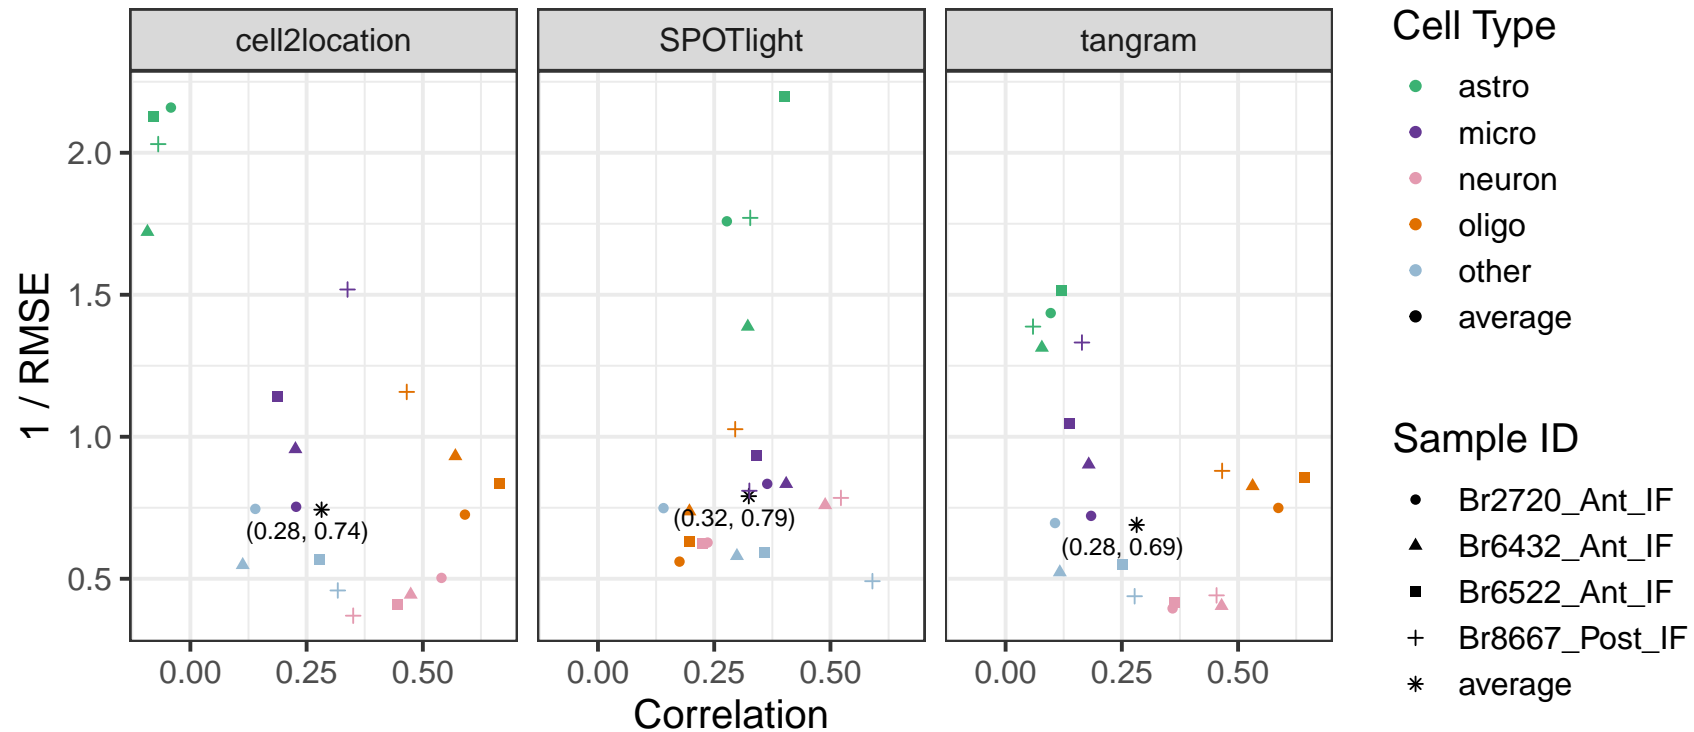 cell2location
SPOTlight
tangram
1 / RMSE
2.0
1.5
1.0
0.5
(0.28, 0.74)
(0.32, 0.79)
(0.28, 0.69)
0.00 0.25 0.50
0.00 0.25 0.50
0.00 0.25 0.50
Correlation
Cell Type
astro
micro
neuron
oligo
other
average
Sample ID
Br2720_Ant_IF
Br6432_Ant_IF
Br6522_Ant_IF
Br8667_Post_IF
average